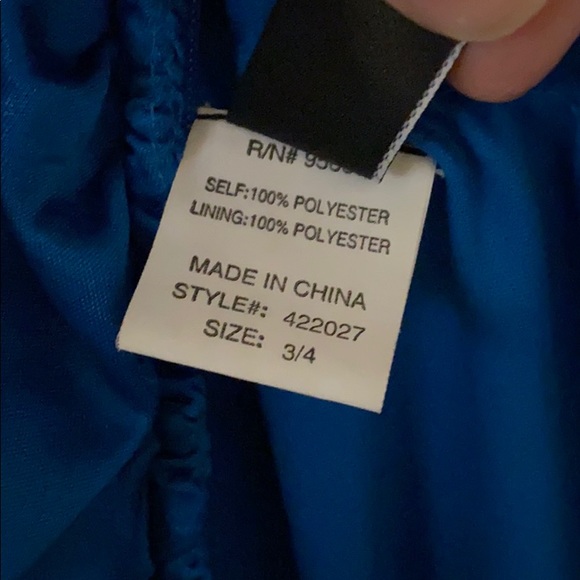 R/N#
SELF:100% POLYESTER
LINING:100% POLYESTER
MADE IN CHINA
STYLE#: 422027
SIZE: 3/4